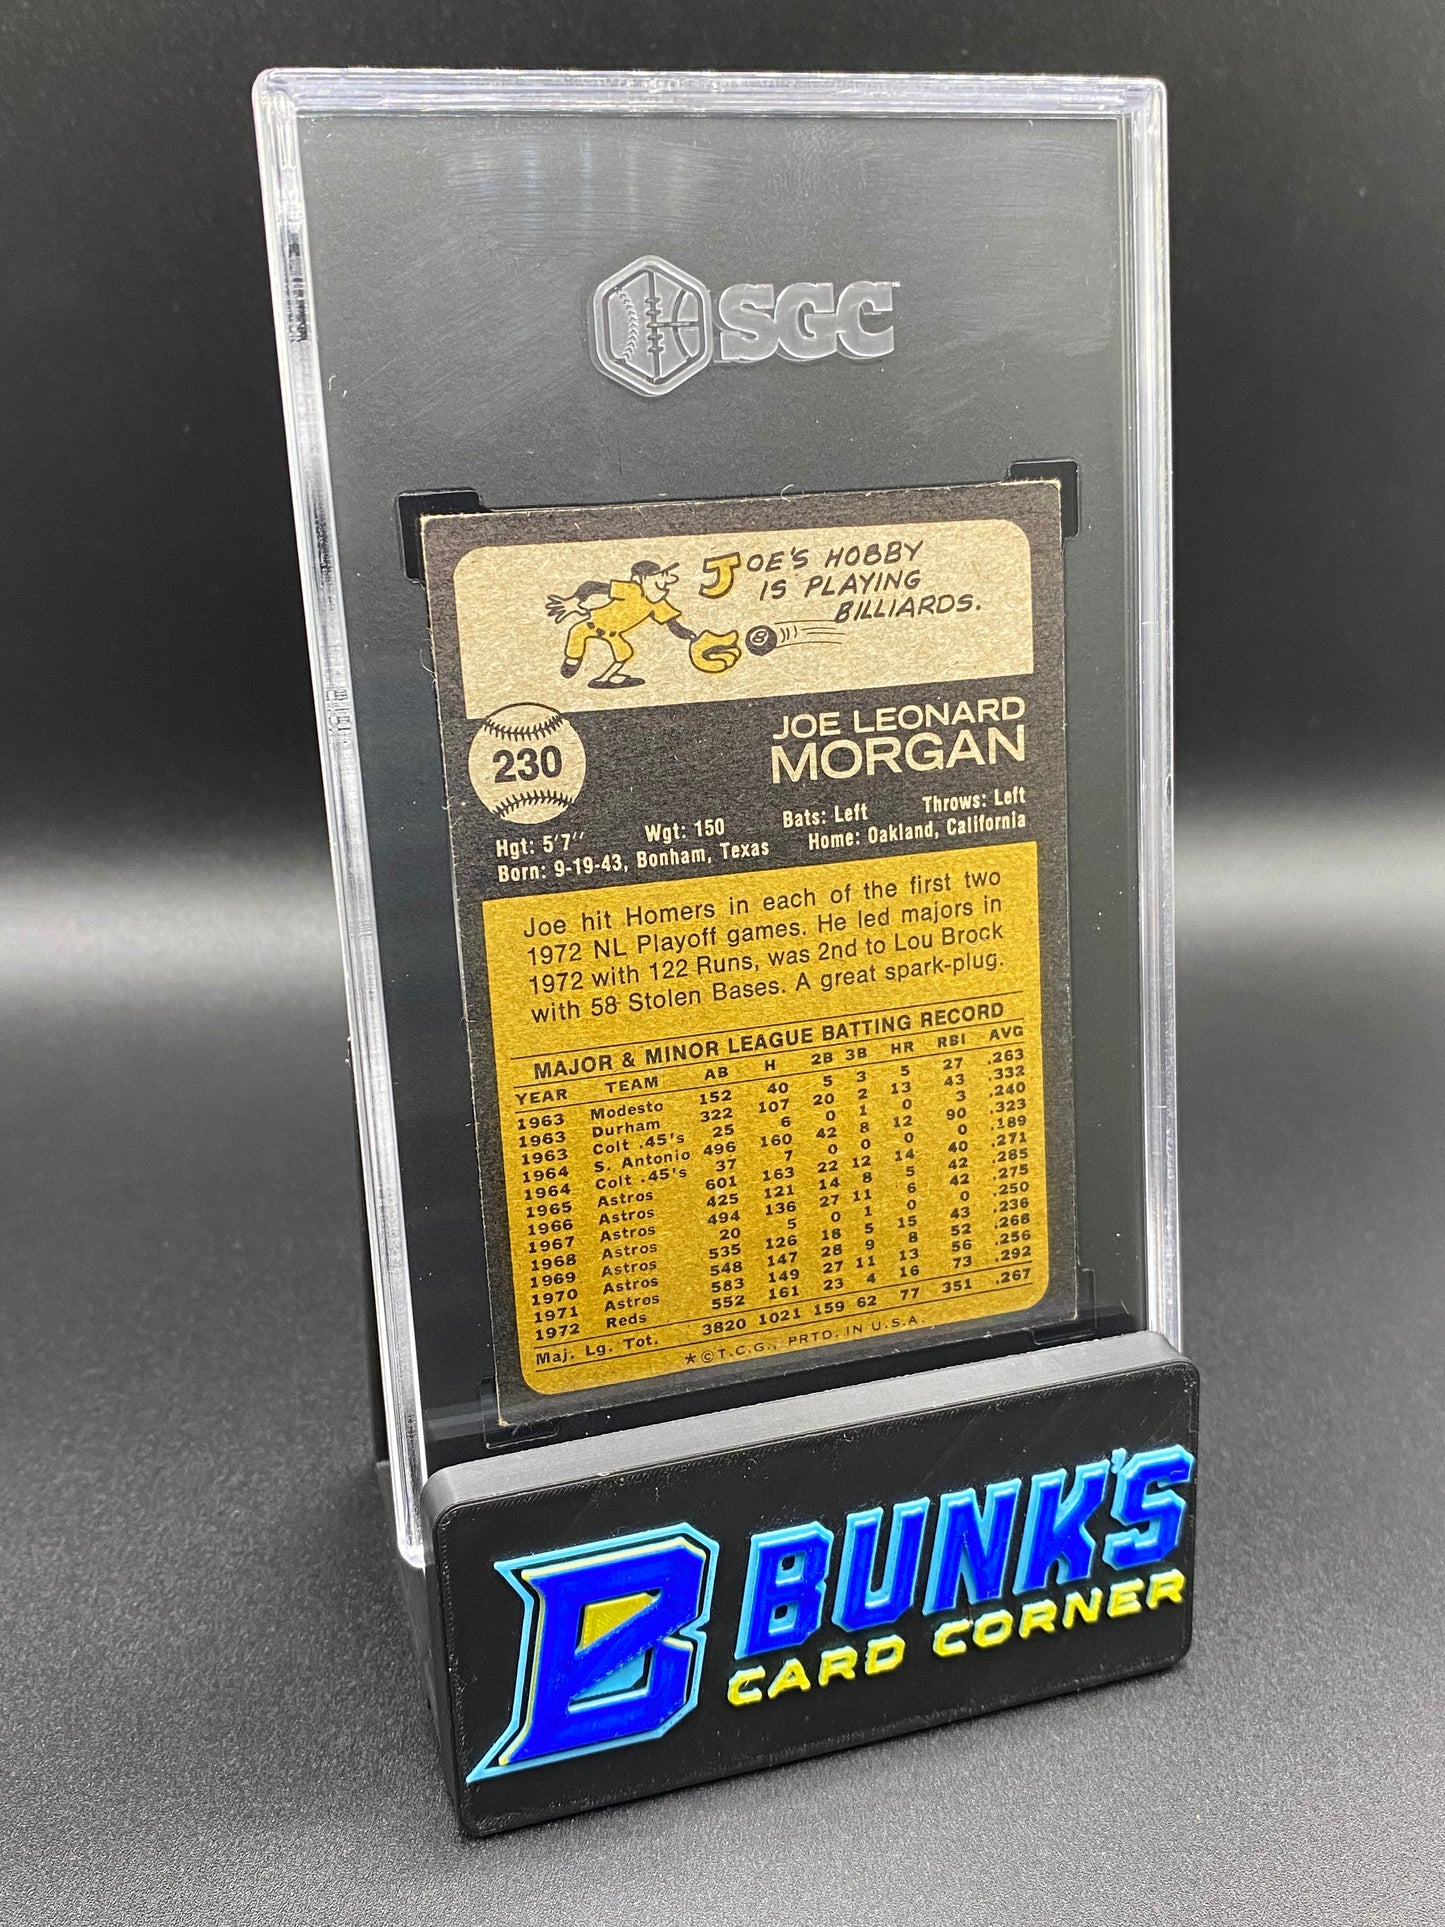 SGC
JOE'S HOBBY
IS PLAYING
BILLIARDS.
8
230
JOE LEONARD
MORGAN
Hgt: 5'7'' Wgt: 150 Bats: Left Throws: Left
Born: 9-19-43, Bonham, Texas Home: Oakland, California
Joe hit Homers in each of the first two
1972 NL Playoff games. He led majors in
1972 with 122 Runs, was 2nd to Lou Brock
with 58 Stolen Bases. A great spark-plug.
MAJOR & MINOR LEAGUE BATTING RECORD
YEAR TEAM AB H 2B 3B HR RBI AVG
1963 Modesto 152 40 5 3 5 27 .263
1963 Durham 322 107 20 2 13 43 .332
1963 Colt .45's 25 6 0 1 0 3 .240
1964 S. Antonio 496 160 42 8 12 90 .323
1964 Colt .45's 37 7 0 0 0 0 .189
1965 Astros 601 163 22 12 14 40 .271
1966 Astros 425 121 14 8 5 42 .285
1967 Astros 494 136 27 11 6 42 .275
1968 Astros 20 5 0 1 0 0 .250
1969 Astros 535 126 18 5 15 43 .236
1970 Astros 548 147 28 9 8 52 .268
1971 Astros 583 149 27 11 13 56 .256
1972 Reds 552 161 23 4 16 73 .292
Maj. Lg. Tot. 3820 1021 159 62 77 351 .267
*©T.C.G., PRTD. IN U.S.A.
B BUNK'S
CARD CORNER